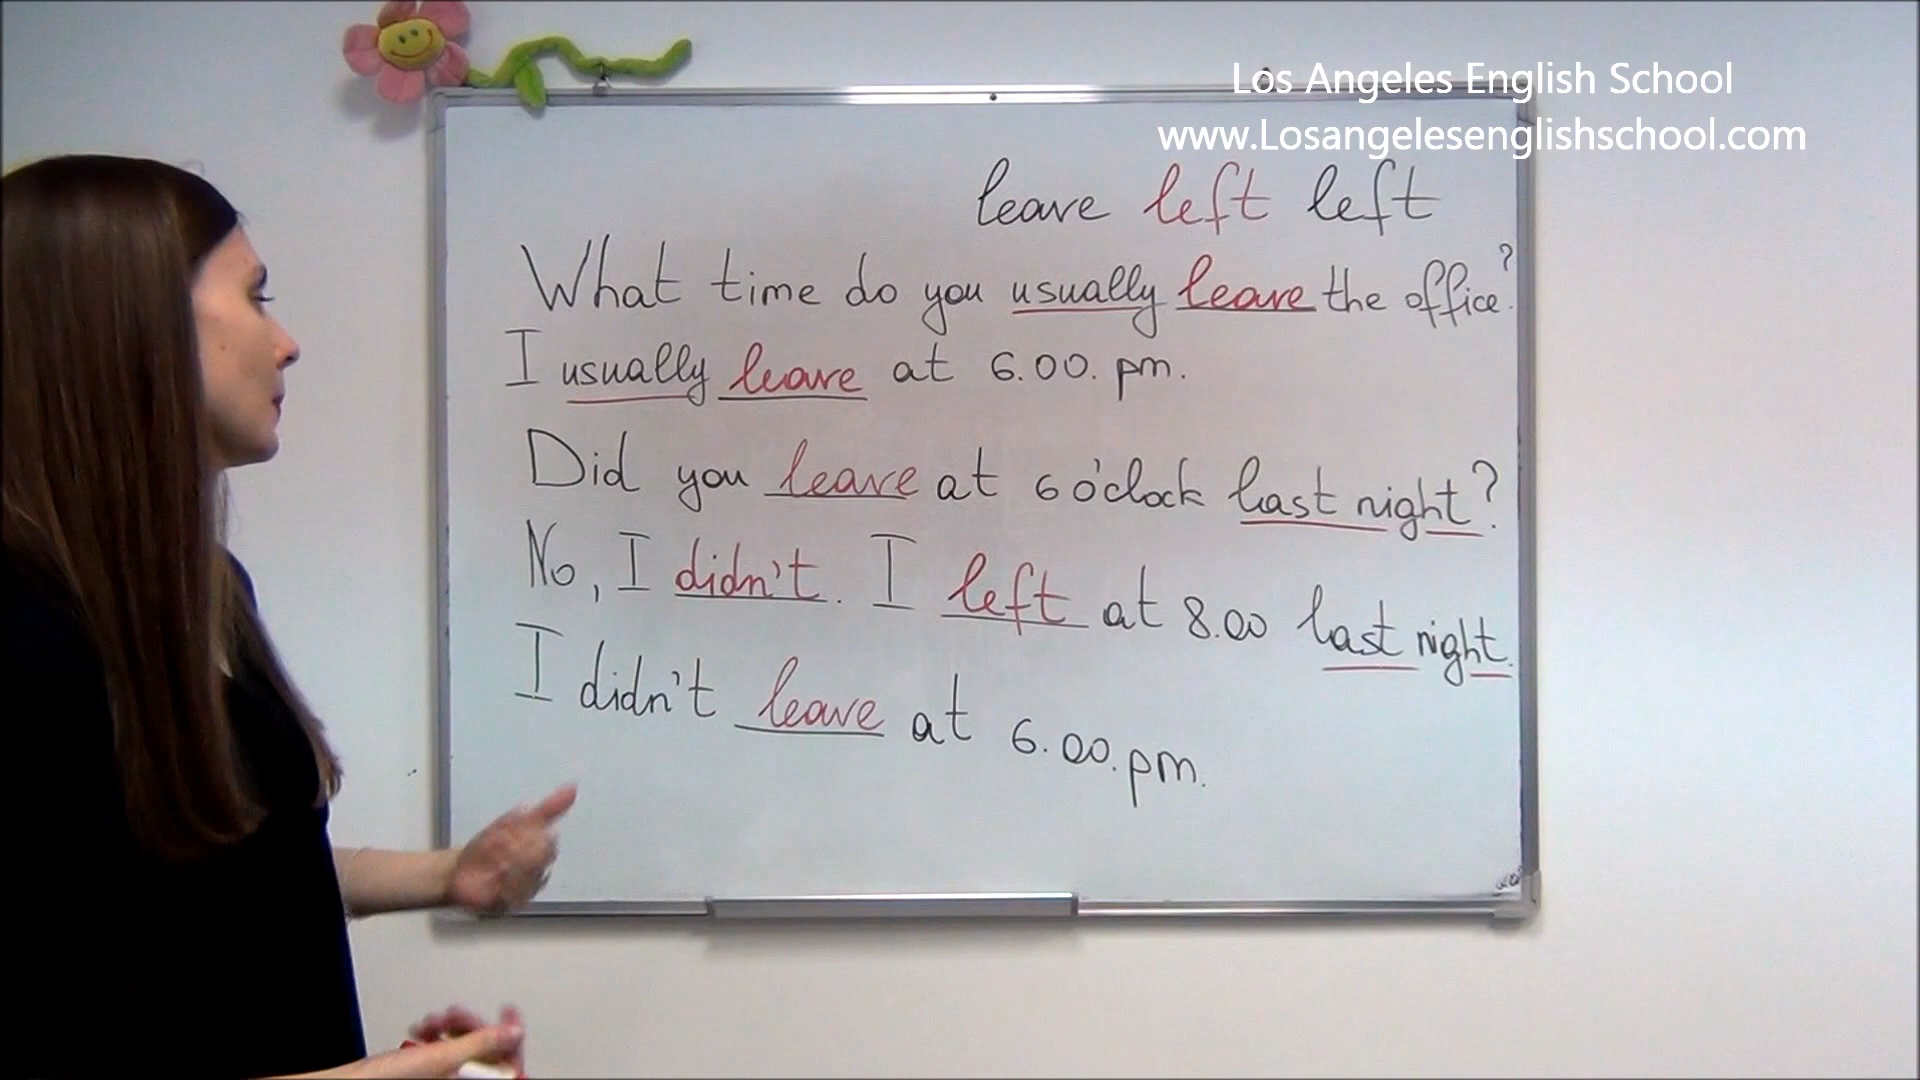 Los Angeles English School
www.Losangelesenglishschool.com
leave left left
What time do you usually leave the office?
I usually leave at 6.00. pm.
Did you leave at 6 o'clock last night?
No, I didn't. I left at 8.00 last night.
I didn't leave at 6.00.pm.